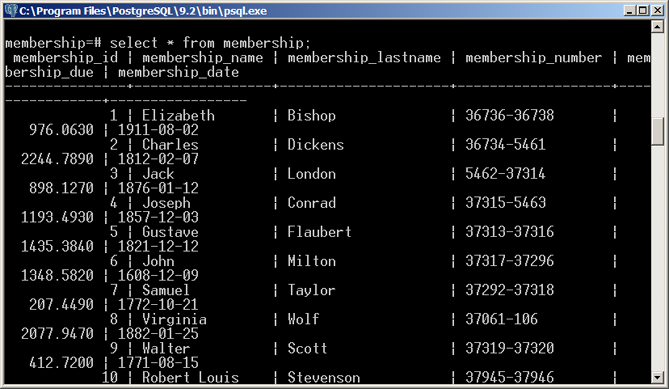 C:\Program Files\PostgreSQL\9.2\bin\psql.exe
membership=# select * from membership;
 membership_id | membership_name | membership_lastname | membership_number | mem
bership_due | membership_date
---------------+-----------------+---------------------+-------------------+----
------------+-----------------
             1 | Elizabeth       | Bishop              | 36736-36738       |
   976.0630 | 1911-08-02
             2 | Charles         | Dickens             | 36734-5461        |
  2244.7890 | 1812-02-07
             3 | Jack            | London              | 5462-37314        |
   898.1270 | 1876-01-12
             4 | Joseph          | Conrad              | 37315-5463        |
  1193.4930 | 1857-12-03
             5 | Gustave         | Flaubert            | 37313-37316       |
  1435.3840 | 1821-12-12
             6 | John            | Milton              | 37317-37296       |
  1348.5820 | 1608-12-09
             7 | Samuel          | Taylor              | 37292-37318       |
   207.4490 | 1772-10-21
             8 | Virginia        | Wolf                | 37061-106         |
  2077.9470 | 1882-01-25
             9 | Walter          | Scott               | 37319-37320       |
   412.7200 | 1771-08-15
            10 | Robert Louis    | Stevenson           | 37945-37946       |